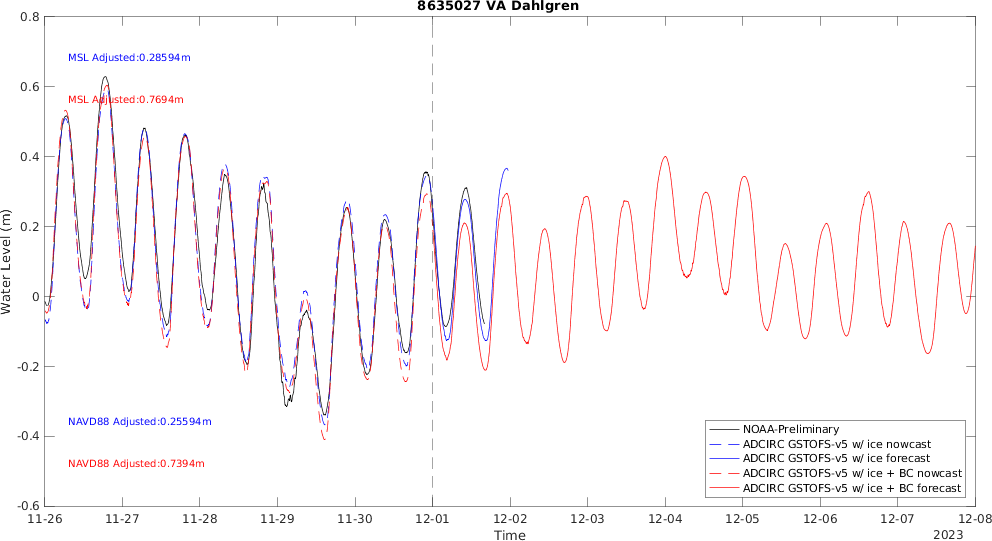 8635027 VA Dahlgren
0.8
0.6
0.4
0.2
0
-0.2
-0.4
-0.6
Water Level (m)
MSL Adjusted:0.28594m
MSL Adjusted:0.7694m
NAVD88 Adjusted:0.25594m
NAVD88 Adjusted:0.7394m
NOAA-Preliminary
ADCIRC GSTOFS-v5 w/ ice nowcast
ADCIRC GSTOFS-v5 w/ ice forecast
ADCIRC GSTOFS-v5 w/ ice + BC nowcast
ADCIRC GSTOFS-v5 w/ ice + BC forecast
11-26 11-27 11-28 11-29 11-30 12-01 12-02 12-03 12-04 12-05 12-06 12-07 12-08
Time
2023